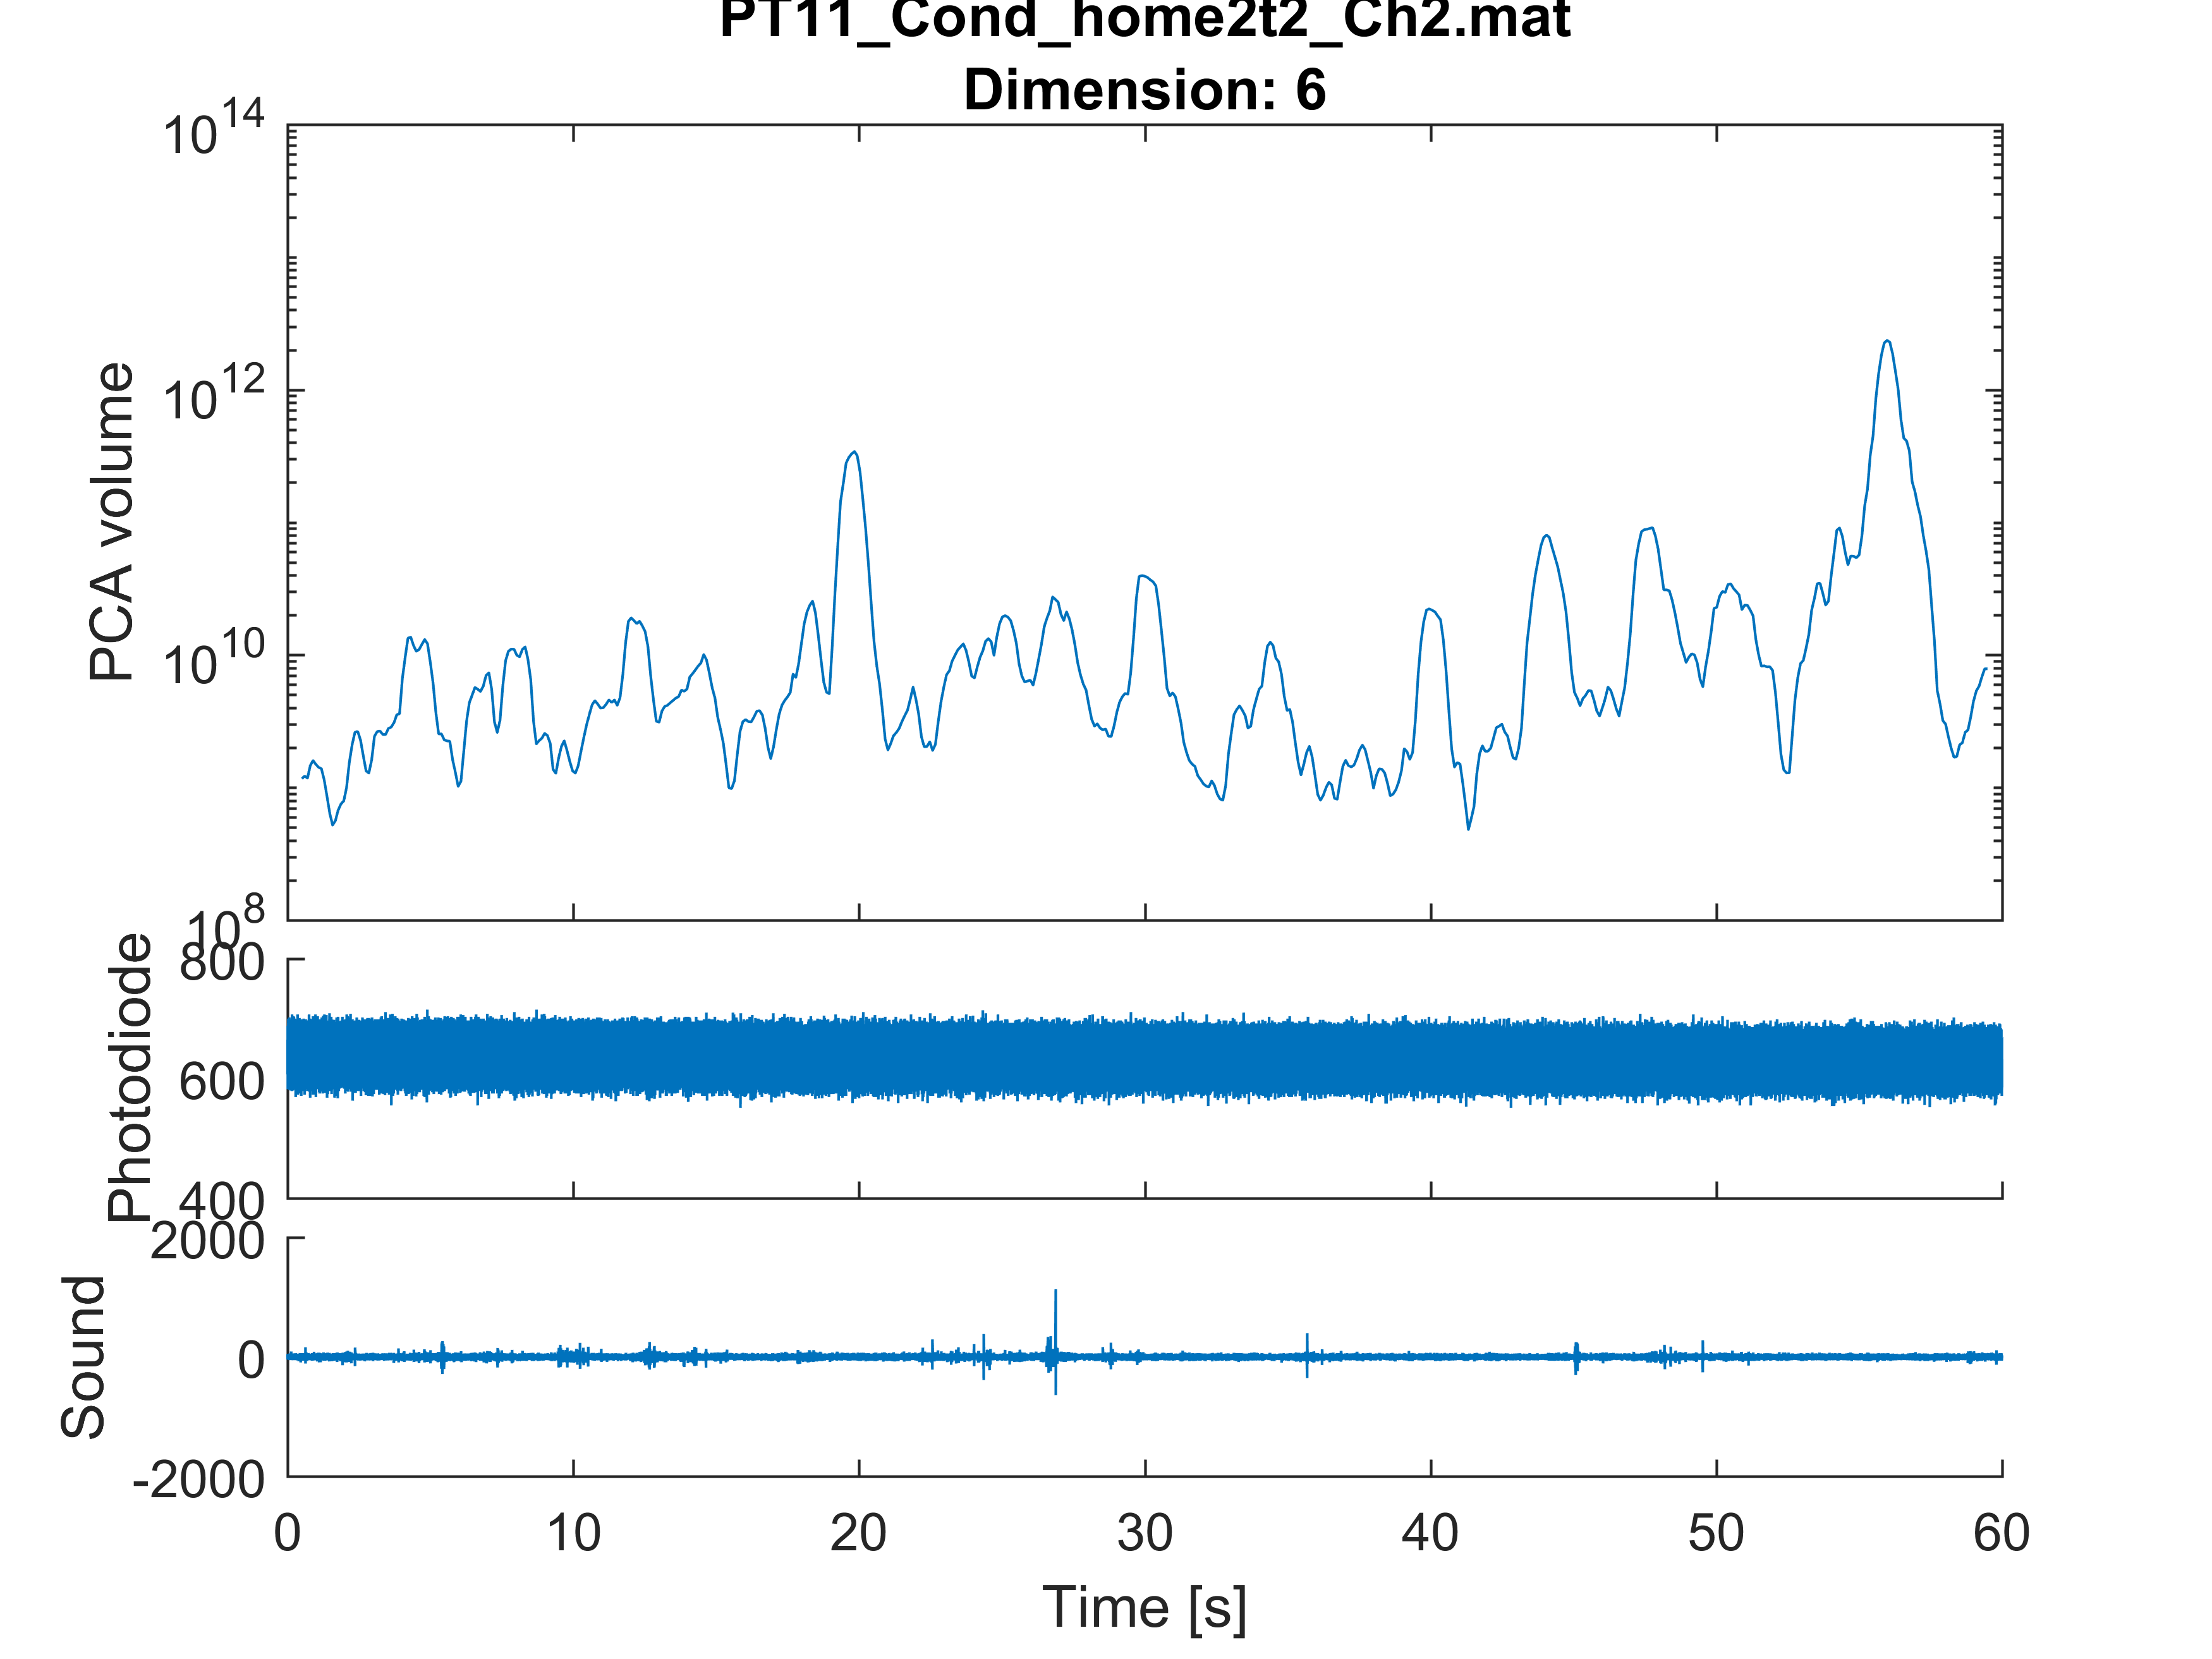 PT11_Cond_home2t2_Ch2.mat
Dimension: 6
10^14
10^12
10^10
10^8
PCA volume
800
600
400
Photodiode
2000
0
-2000
Sound
0 10 20 30 40 50 60
Time [s]